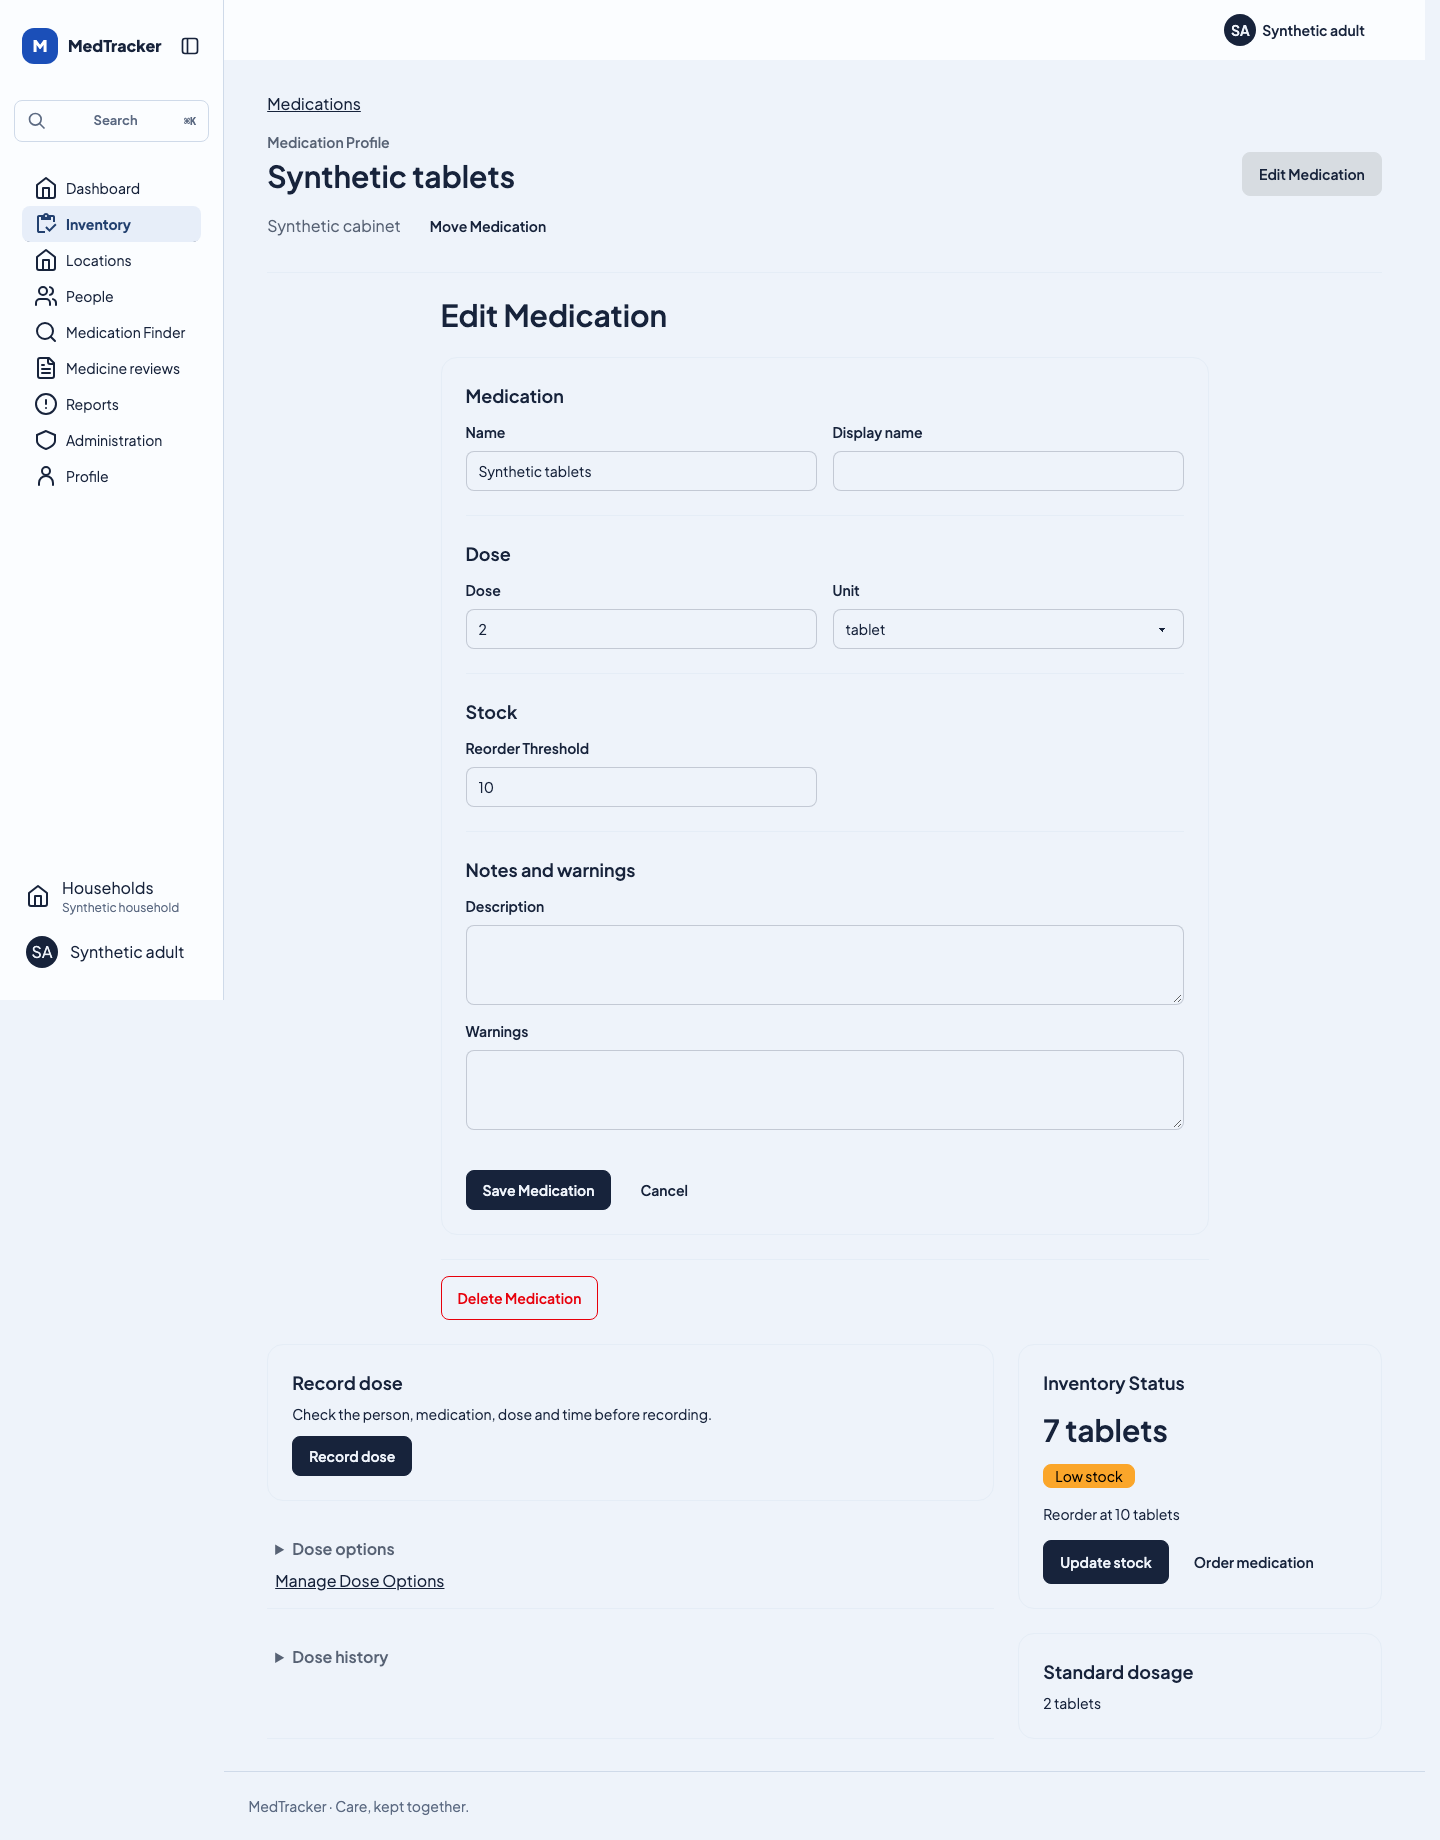 M MedTracker
Search ⌘K
Dashboard
Inventory
Locations
People
Medication Finder
Medicine reviews
Reports
Administration
Profile
Households
Synthetic household
SA Synthetic adult
SA Synthetic adult
Medications
Medication Profile
Synthetic tablets
Edit Medication
Synthetic cabinet Move Medication
Edit Medication
Medication
Name Display name
Synthetic tablets
Dose
Dose Unit
2 tablet
Stock
Reorder Threshold
10
Notes and warnings
Description
Warnings
Save Medication Cancel
Delete Medication
Record dose
Check the person, medication, dose and time before recording.
Record dose
Dose options
Manage Dose Options
Dose history
Inventory Status
7 tablets
Low stock
Reorder at 10 tablets
Update stock Order medication
Standard dosage
2 tablets
MedTracker · Care, kept together.